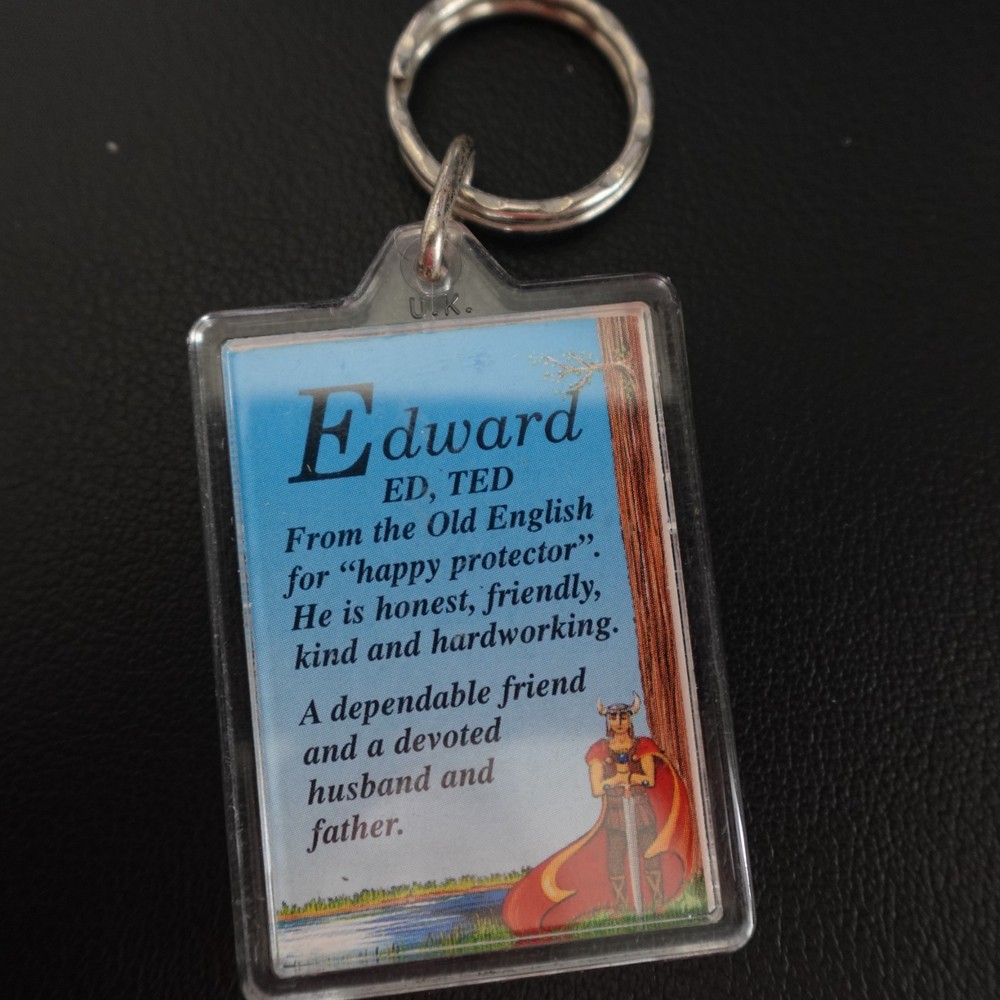 U.K.
Edward
ED, TED
From the Old English
for “happy protector”.
He is honest, friendly,
kind and hardworking.
A dependable friend
and a devoted
husband and
father.